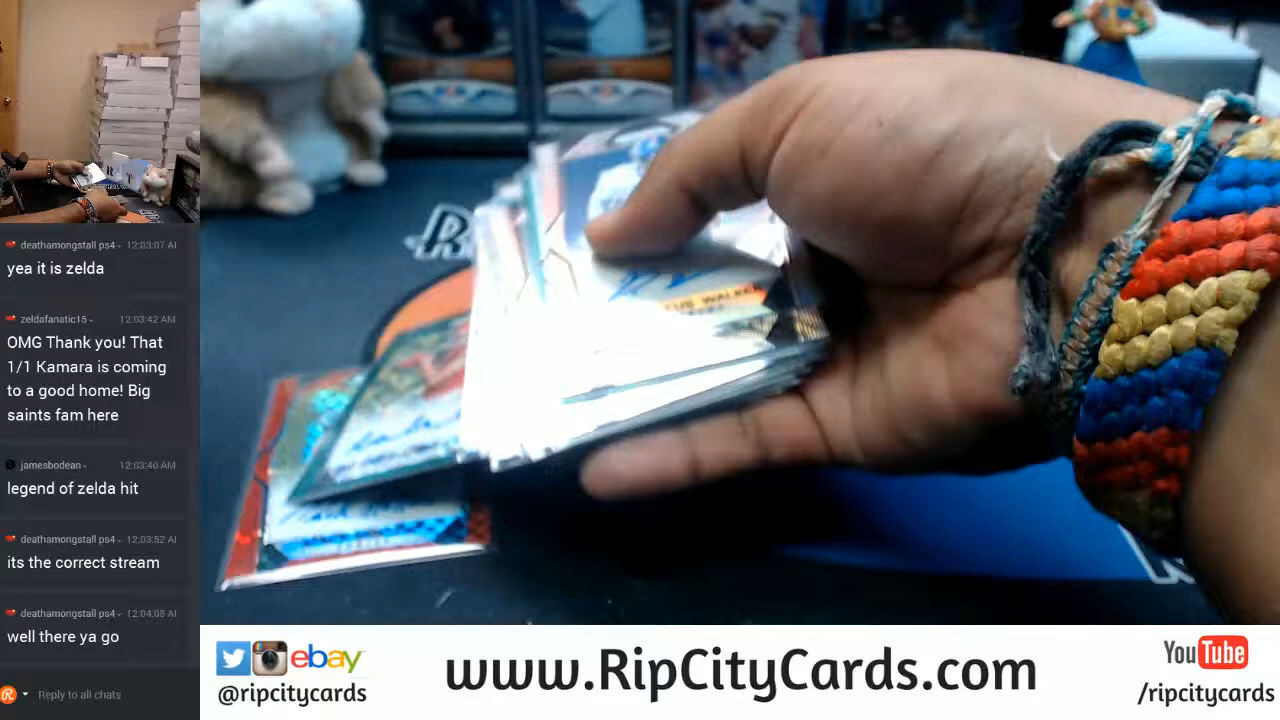 deathamongstall ps4 - 12:03:07 AI
yea it is zelda
zeldafanatic15 - 12:03:42 AM
OMG Thank you! That
1/1 Kamara is coming
to a good home! Big
saints fam here
jamesbodean - 12:03:40 AM
legend of zelda hit
deathamongstall ps4 - 12:03:52 AI
its the correct stream
deathamongstall ps4 - 12:04:08 AI
well there ya go
Reply to all chats
WALKER
ebay
@ripcitycards
www.RipCityCards.com
YouTube
/ripcitycards